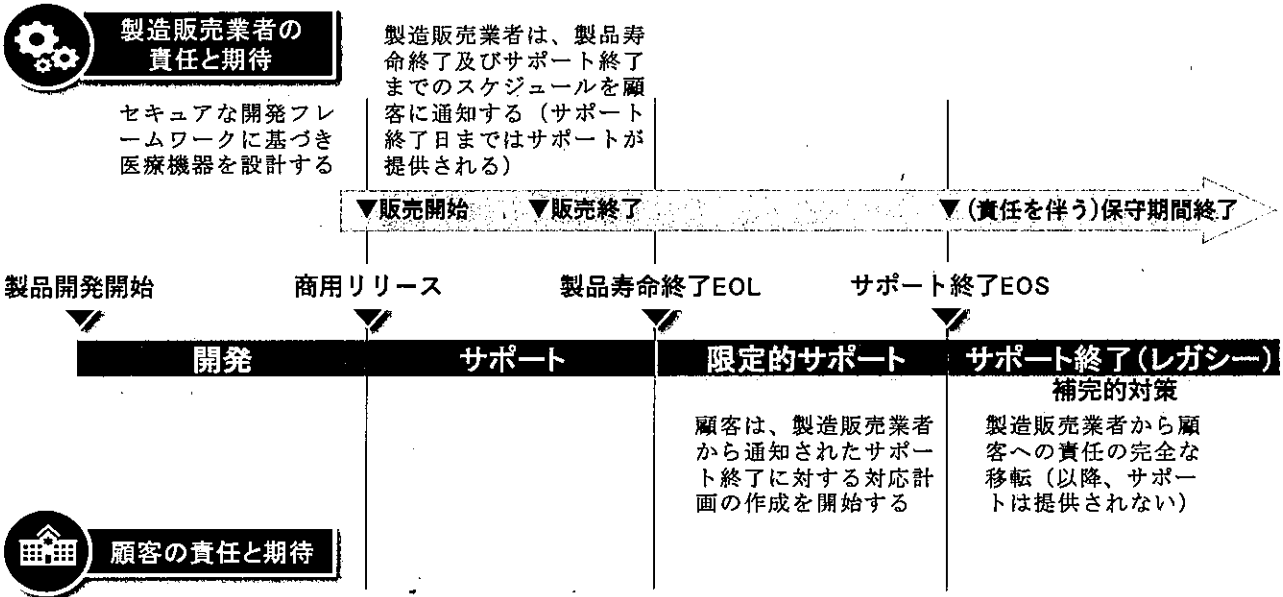 製造販売業者の
責任と期待
セキュアな開発フレ
ームワークに基づき
医療機器を設計する
製造販売業者は、製品寿
命終了及びサポート終了
までのスケジュールを顧
客に通知する（サポート
終了日まではサポートが
提供される）
▼販売開始 ▼販売終了 ▼(責任を伴う)保守期間終了
製品開発開始 商用リリース 製品寿命終了EOL サポート終了EOS
開発 サポート 限定的サポート サポート終了(レガシー)
補完的対策
顧客は、製造販売業者
から通知されたサポー
ト終了に対する対応計
画の作成を開始する
製造販売業者から顧
客への責任の完全な
移転（以降、サポー
トは提供されない）
顧客の責任と期待